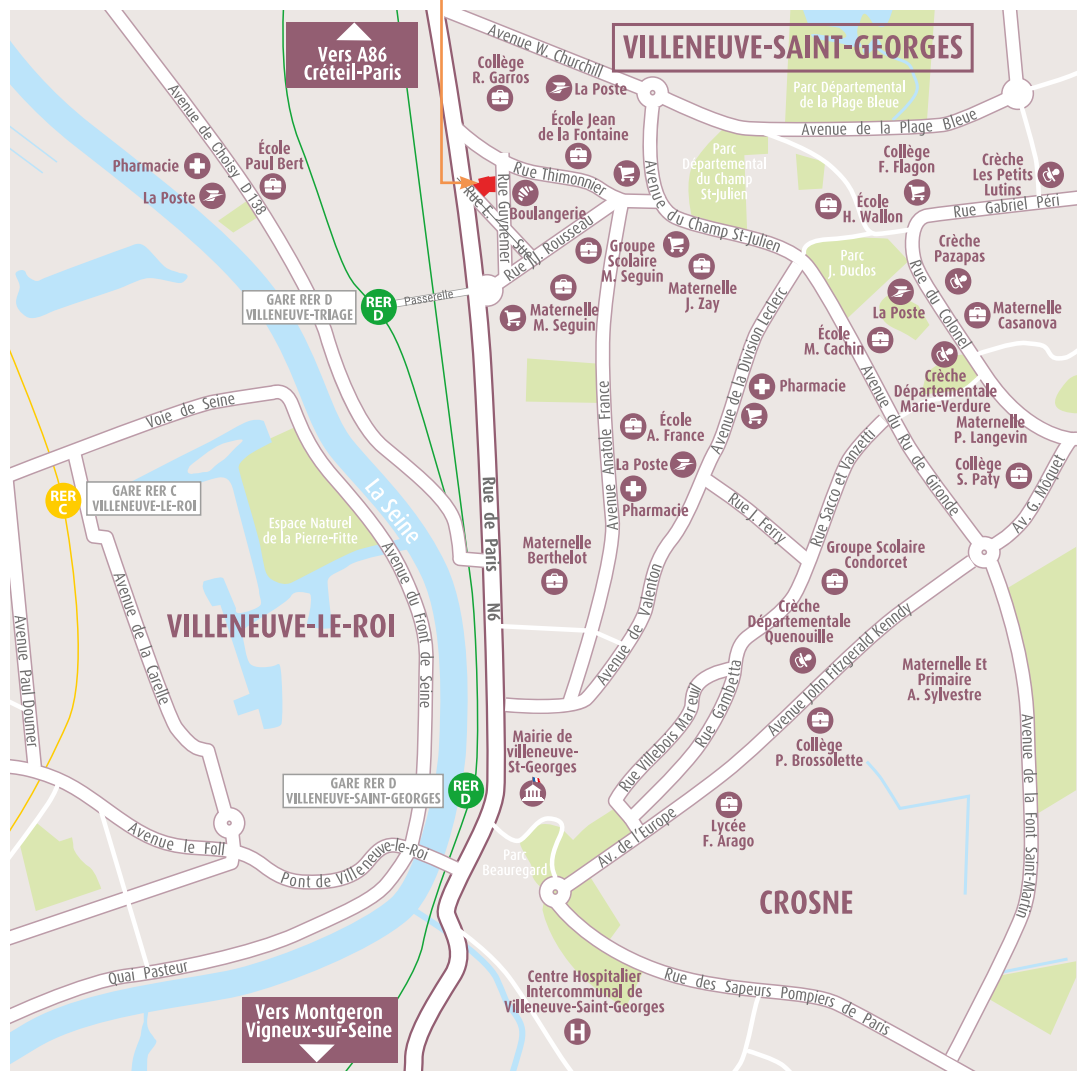 Vers A86
Créteil-Paris
VILLENEUVE-SAINT-GEORGES
Avenue W. Churchill
Collège
R. Garros
La Poste
Parc Départemental
de la Plage Bleue
Avenue de la Plage Bleue
Avenue de Choisy D 138
École
Paul Bert
Pharmacie
La Poste
École Jean
de la Fontaine
Rue Thimonnier
Parc
Départemental
du Champ
St-Julien
Collège
F. Flagon
Crèche
Les Petits
Lutins
École
H. Wallon
Rue Gabriel Péri
Rue Guynemer
Boulangerie
Rue J.J. Rousseau
Avenue du Champ St-Julien
Groupe
Scolaire
M. Seguin
Maternelle
J. Zay
Parc
J. Duclos
Crèche
Pazapas
Rue du Colonel
GARE RER D
VILLENEUVE-TRIAGE
RER
D
Passerelle
Maternelle
M. Seguin
La Poste
Maternelle
Casanova
École
M. Cachin
Avenue de la Division Leclerc
Crèche
Départementale
Marie-Verdure
Maternelle
P. Langevin
Pharmacie
Voie de Seine
Avenue Anatole France
École
A. France
Avenue du Ru de Gironde
Rue Sacco et Vanzetti
La Poste
Pharmacie
Collège
S. Paty
Av. G. Moquet
RER
C
GARE RER C
VILLENEUVE-LE-ROI
La Seine
Rue de Paris N6
Espace Naturel
de la Pierre-Fitte
Rue J. Ferry
Maternelle
Berthelot
Groupe Scolaire
Condorcet
Avenue de la Carelle
Avenue du Front de Seine
VILLENEUVE-LE-ROI
Avenue Paul Doumer
Avenue de Valenton
Crèche
Départementale
Quenouille
Avenue John Fitzgerald Kenndy
Maternelle Et
Primaire
A. Sylvestre
Rue Villebois Mareuil
Rue Gambetta
Collège
P. Brossolette
Avenue de la Font Saint-Martin
Mairie de
villeneuve-
St-Georges
GARE RER D
VILLENEUVE-SAINT-GEORGES
RER
D
Lycée
F. Arago
Av. de l'Europe
Avenue le Foll
Pont de Villeneuve-le-Roi
Parc
Beauregard
CROSNE
Quai Pasteur
Centre Hospitalier
Intercommunal de
Villeneuve-Saint-Georges
H
Rue des Sapeurs Pompiers de Paris
Vers Montgeron
Vigneux-sur-Seine